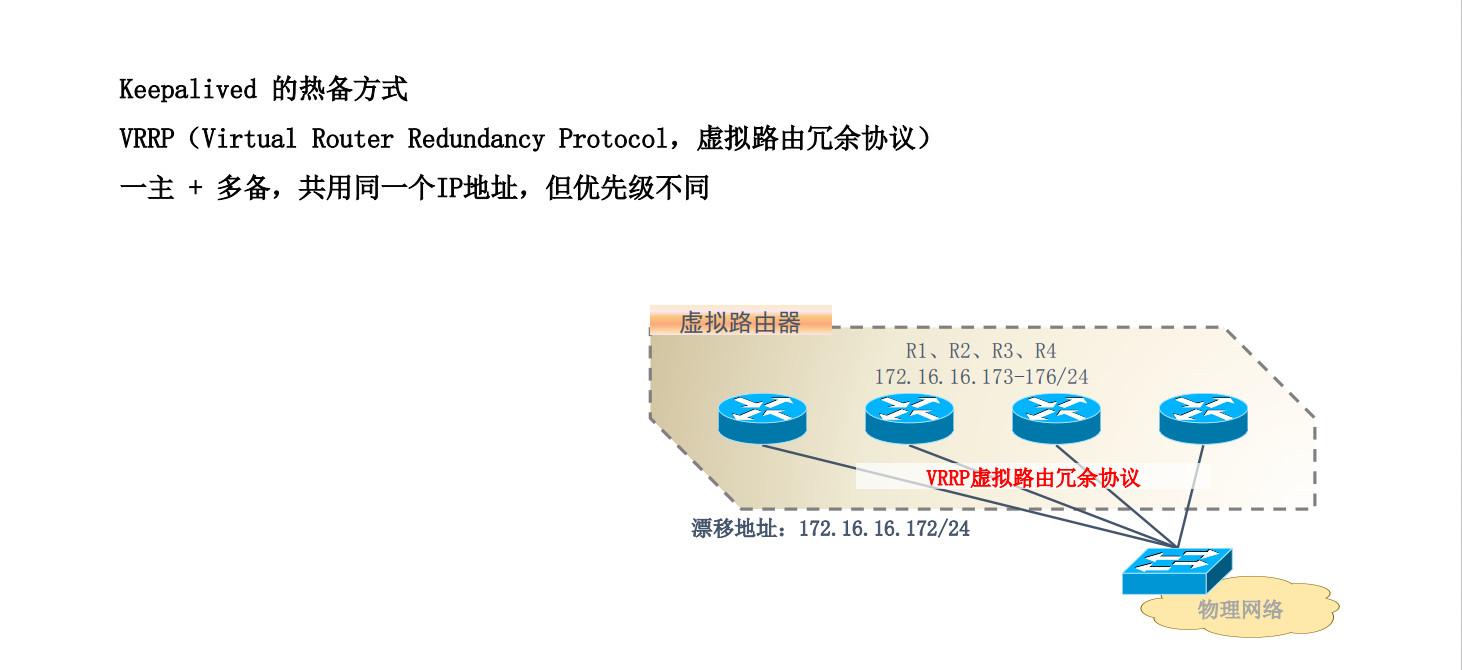 Keepalived 的热备方式
VRRP（Virtual Router Redundancy Protocol，虚拟路由冗余协议）
一主 + 多备，共用同一个IP地址，但优先级不同
虚拟路由器
R1、R2、R3、R4
172.16.16.173-176/24
VRRP虚拟路由冗余协议
漂移地址：172.16.16.172/24
物理网络